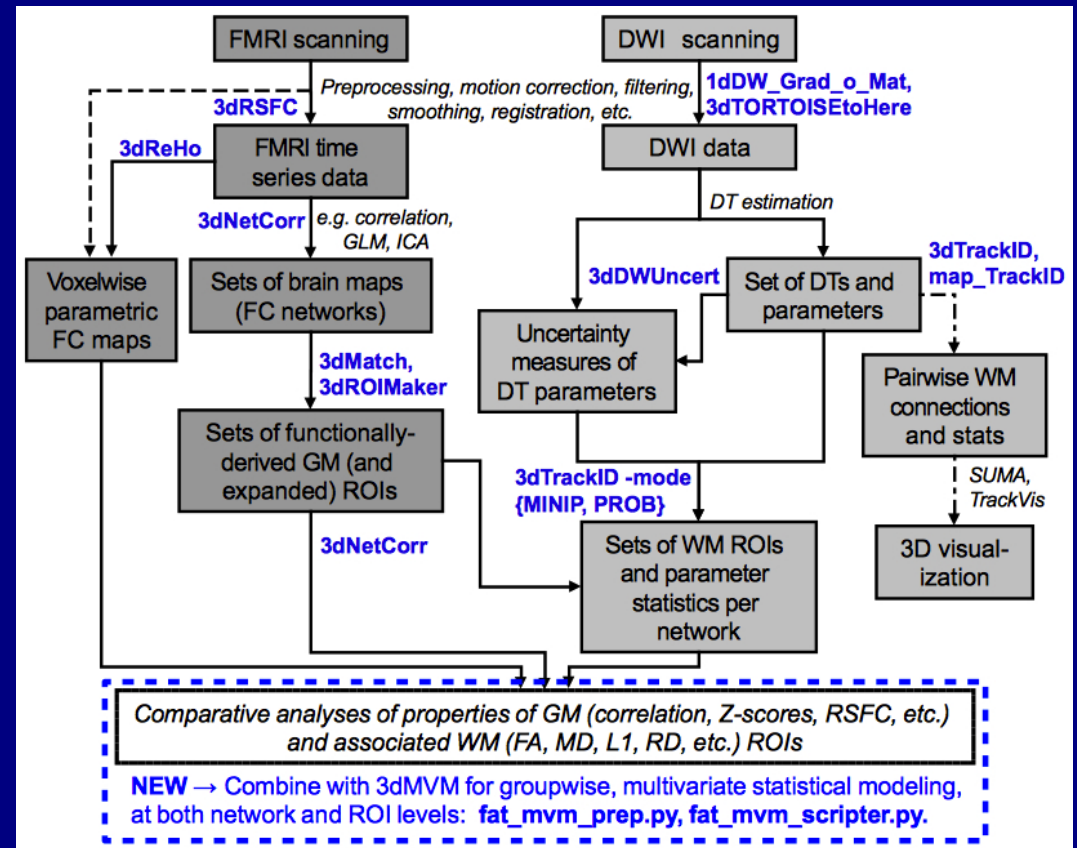 FMRI scanning
DWI scanning
Preprocessing, motion correction, filtering,
smoothing, registration, etc.
1dDW_Grad_o_Mat,
3dTORTOISEtoHere
3dRSFC
3dReHo
FMRI time
series data
DWI data
3dNetCorr
e.g. correlation,
GLM, ICA
DT estimation
Voxelwise
parametric
FC maps
Sets of brain maps
(FC networks)
3dDWUncert
Set of DTs and
parameters
3dTrackID,
map_TrackID
Uncertainty
measures of
DT parameters
3dMatch,
3dROIMaker
Pairwise WM
connections
and stats
Sets of functionally-
derived GM (and
expanded) ROIs
3dTrackID -mode
{MINIP, PROB}
SUMA,
TrackVis
3dNetCorr
Sets of WM ROIs
and parameter
statistics per
network
3D visual-
ization
Comparative analyses of properties of GM (correlation, Z-scores, RSFC, etc.)
and associated WM (FA, MD, L1, RD, etc.) ROIs
NEW → Combine with 3dMVM for groupwise, multivariate statistical modeling,
at both network and ROI levels: fat_mvm_prep.py, fat_mvm_scripter.py.